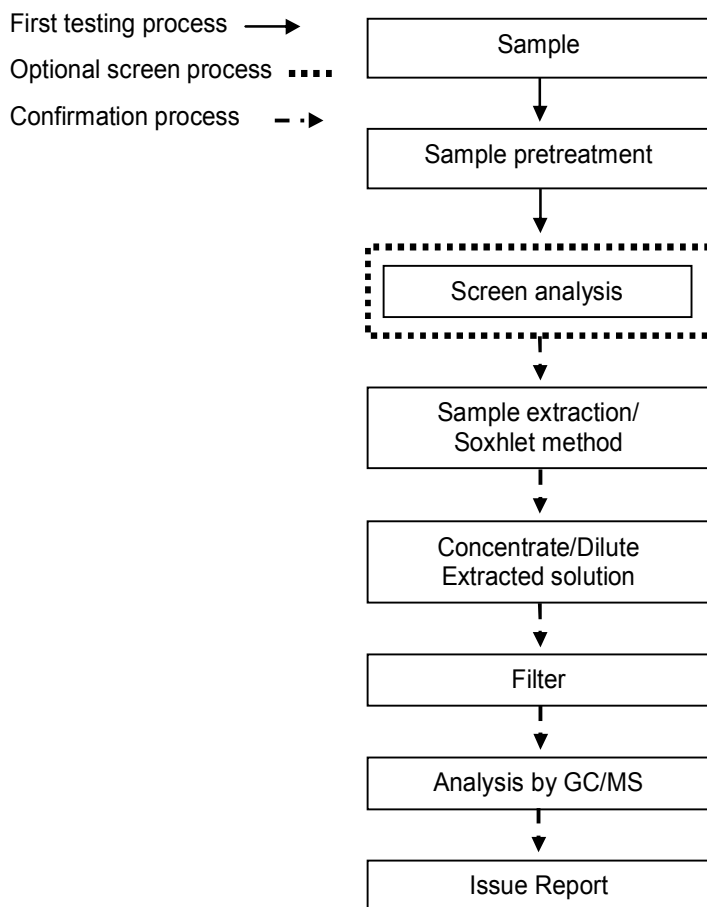 First testing process
Optional screen process
Confirmation process
Sample
Sample pretreatment
Screen analysis
Sample extraction/
Soxhlet method
Concentrate/Dilute
Extracted solution
Filter
Analysis by GC/MS
Issue Report